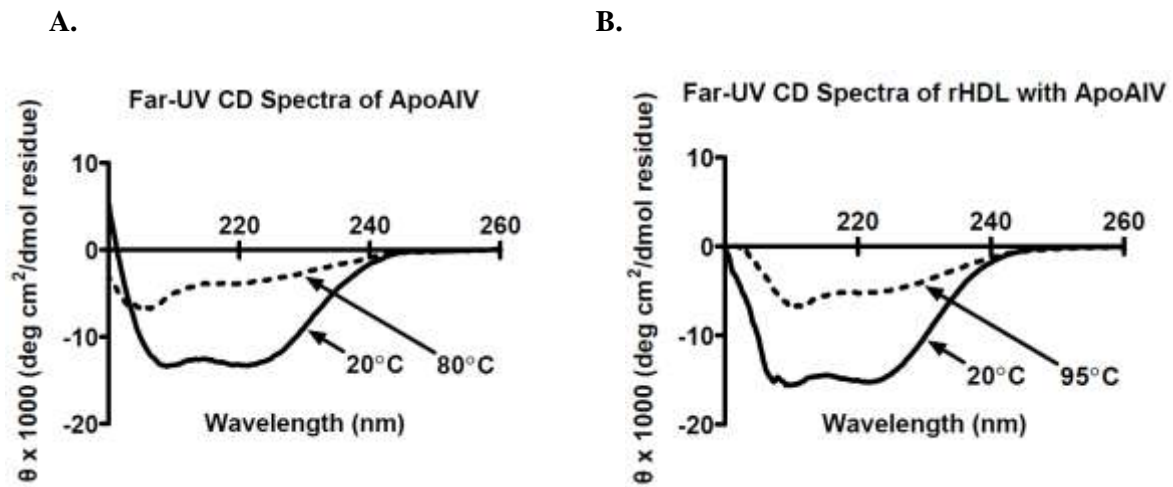 A.
Far-UV CD Spectra of ApoAIV
θ x 1000 (deg cm²/dmol residue)
10
0
-10
-20
220
240
260
20°C
80°C
Wavelength (nm)
B.
Far-UV CD Spectra of rHDL with ApoAIV
θ x 1000 (deg cm²/dmol residue)
10
0
-10
-20
220
240
260
20°C
95°C
Wavelength (nm)